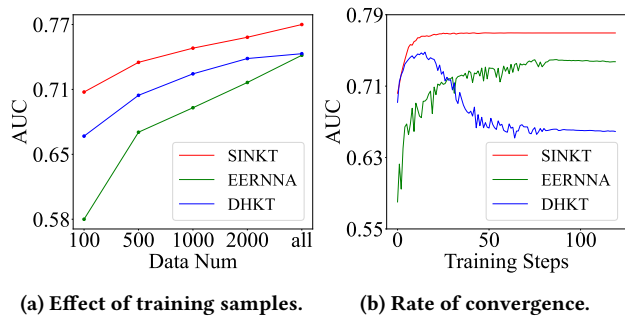 0.77
0.71
0.65
0.58
AUC
SINKT
EERNNA
DHKT
100 500 1000 2000 all
Data Num
(a) Effect of training samples.
0.79
0.71
0.63
0.55
AUC
SINKT
EERNNA
DHKT
0 50 100
Training Steps
(b) Rate of convergence.